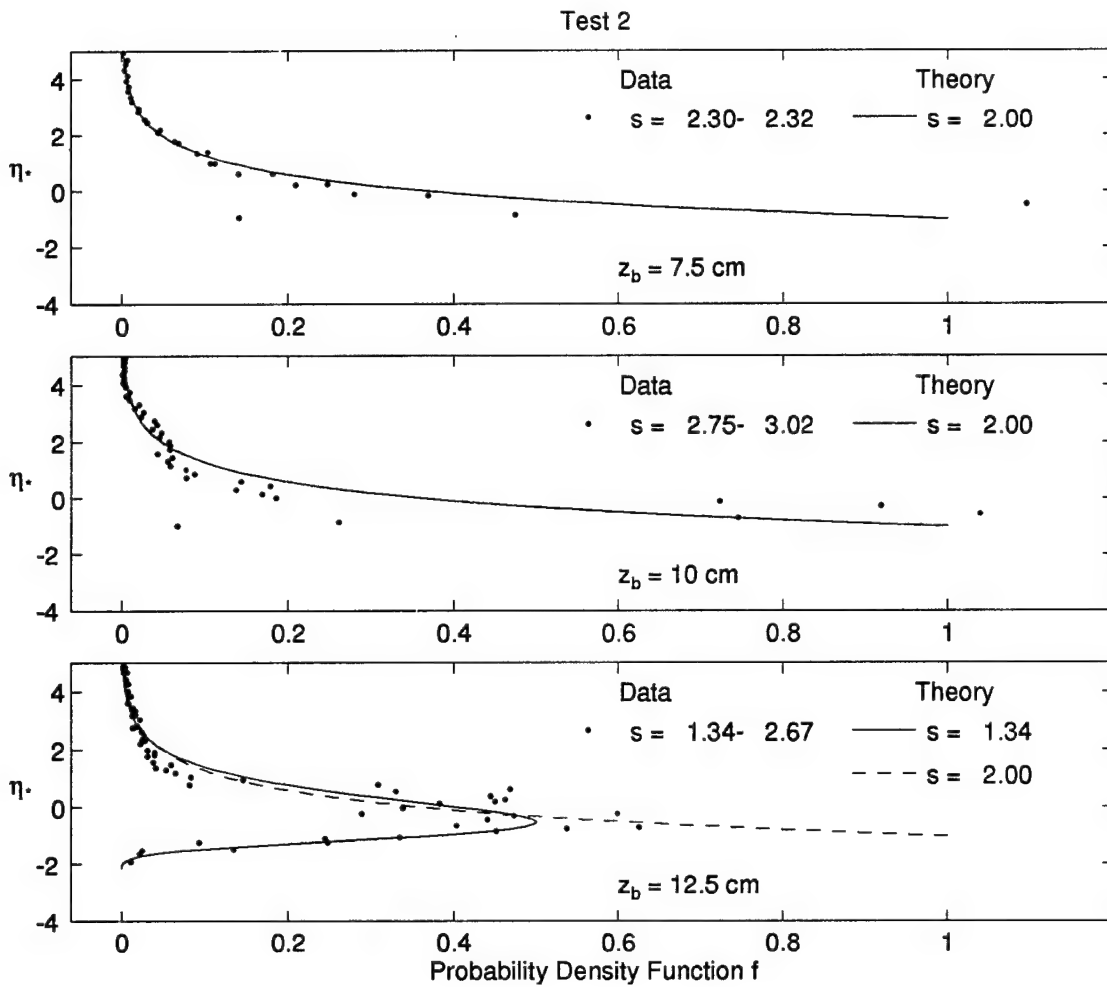 Test 2
Data Theory
s = 2.30- 2.32 s = 2.00
4
2
η*
0
-2
-4
z_b = 7.5 cm
0 0.2 0.4 0.6 0.8 1
Data Theory
s = 2.75- 3.02 s = 2.00
4
2
η*
0
-2
-4
z_b = 10 cm
0 0.2 0.4 0.6 0.8 1
Data Theory
s = 1.34- 2.67 s = 1.34
s = 2.00
4
2
η*
0
-2
-4
z_b = 12.5 cm
0 0.2 0.4 0.6 0.8 1
Probability Density Function f